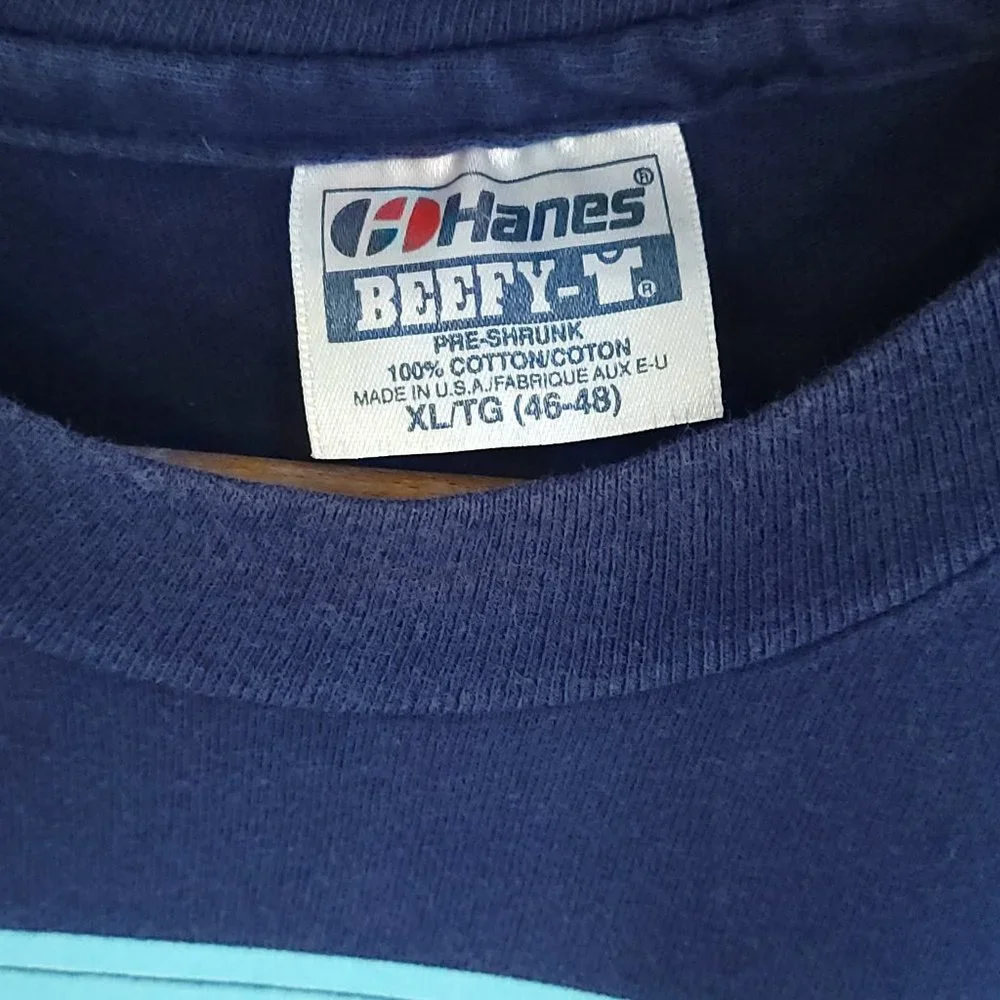 Hanes®
BEEFY-T®
PRE-SHRUNK
100% COTTON/COTON
MADE IN U.S.A./FABRIQUE AUX E-U
XL/TG (46-48)